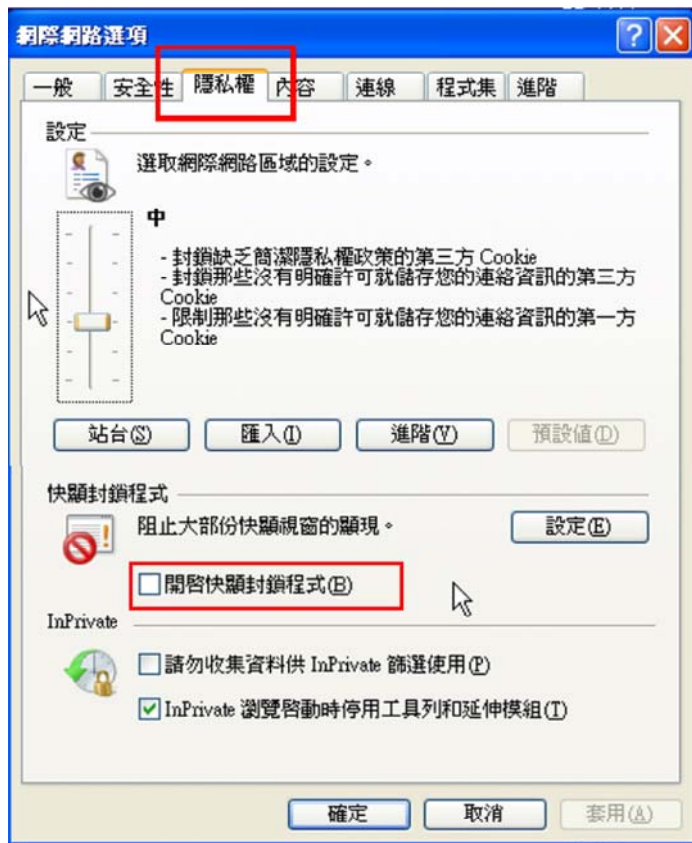 網際網路選項
一般 安全性 隱私權 內容 連線 程式集 進階
設定
選取網際網路區域的設定。
中
- 封鎖缺乏簡潔隱私權政策的第三方 Cookie
- 封鎖那些沒有明確許可就儲存您的連絡資訊的第三方
Cookie
- 限制那些沒有明確許可就儲存您的連絡資訊的第一方
Cookie
站台(S) 匯入(I) 進階(V) 預設值(D)
快顯封鎖程式
阻止大部份快顯視窗的顯現。 設定(E)
開啓快顯封鎖程式(B)
InPrivate
請勿收集資料供 InPrivate 篩選使用(P)
InPrivate 瀏覽啓動時停用工具列和延伸模組(T)
確定 取消 套用(A)